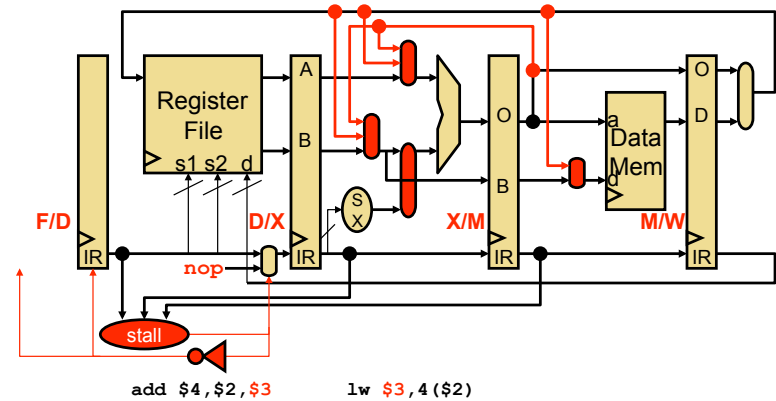 A
O
O
Register
File
B
D
a
Data
Mem
d
s1 s2 d
S
X
B
F/D
D/X
X/M
M/W
IR
IR
IR
IR
nop
stall
add $4,$2,$3
lw $3,4($2)